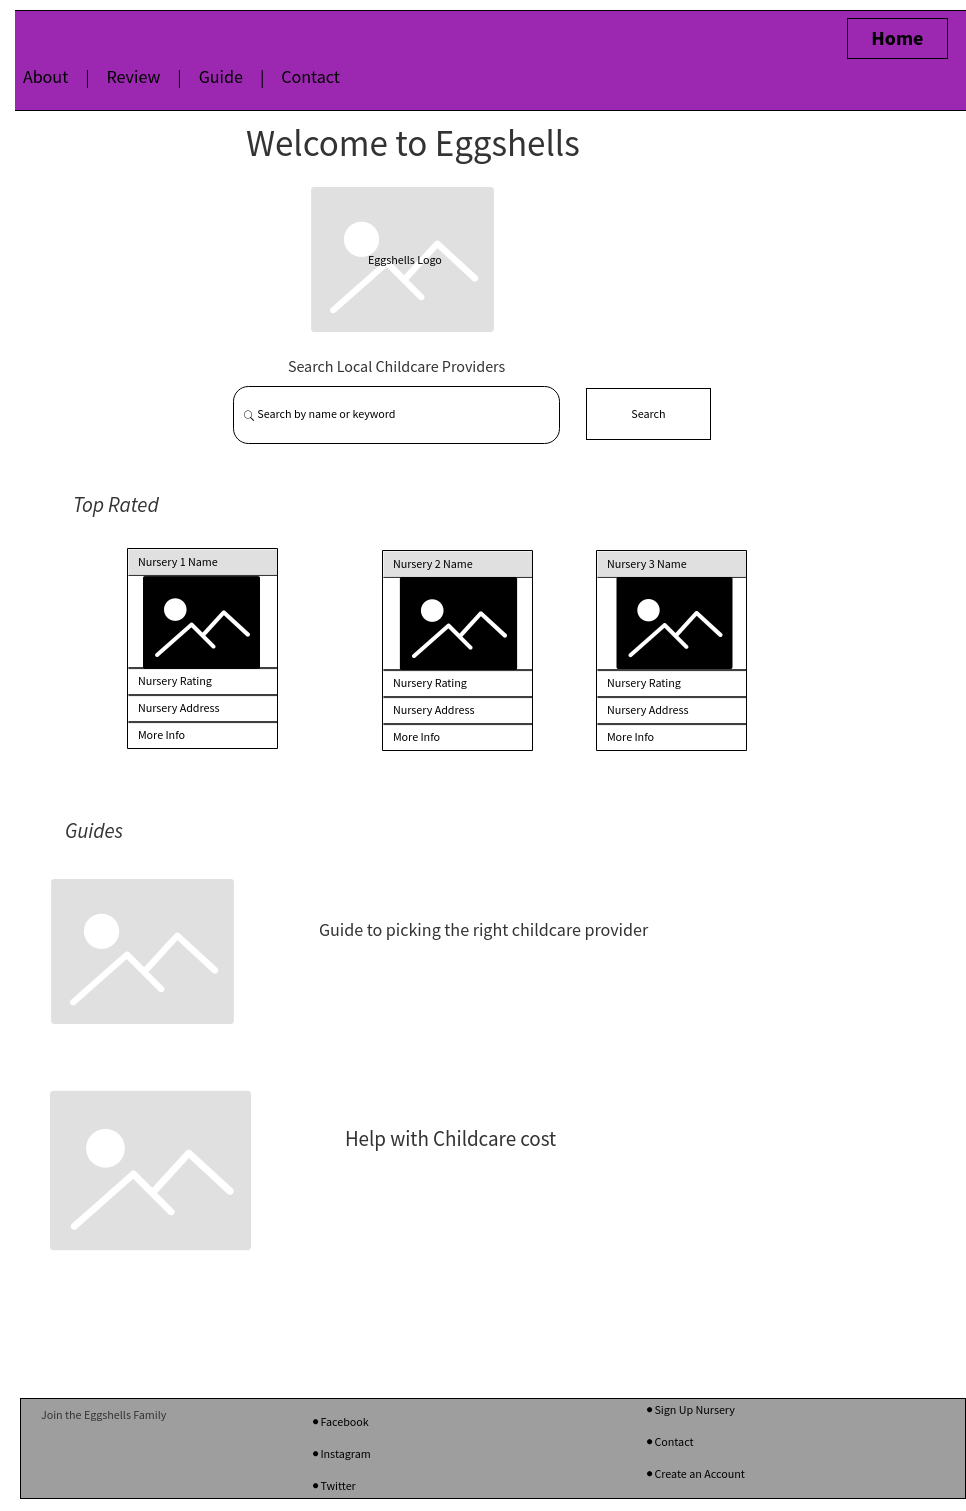 Home
About | Review | Guide | Contact
Welcome to Eggshells
Eggshells Logo
Search Local Childcare Providers
Search by name or keyword
Search
Top Rated
Nursery 1 Name
Nursery Rating
Nursery Address
More Info
Nursery 2 Name
Nursery Rating
Nursery Address
More Info
Nursery 3 Name
Nursery Rating
Nursery Address
More Info
Guides
Guide to picking the right childcare provider
Help with Childcare cost
Join the Eggshells Family
Facebook
Instagram
Twitter
Sign Up Nursery
Contact
Create an Account